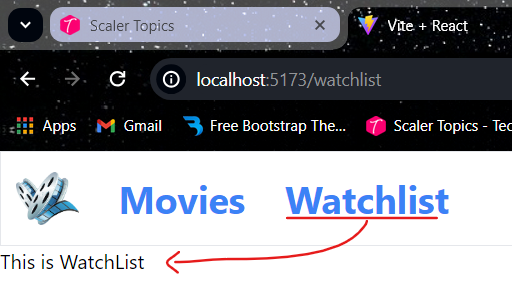 Scaler Topics
Vite + React
localhost:5173/watchlist
Apps Gmail Free Bootstrap The... Scaler Topics - Tec
Movies Watchlist
This is WatchList